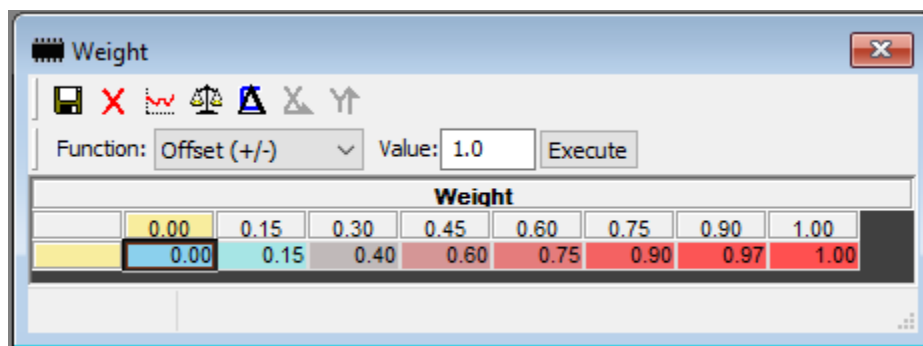 Weight
Function: Offset (+/-) Value: 1.0 Execute
Weight
0.00 0.15 0.30 0.45 0.60 0.75 0.90 1.00
0.00 0.15 0.40 0.60 0.75 0.90 0.97 1.00